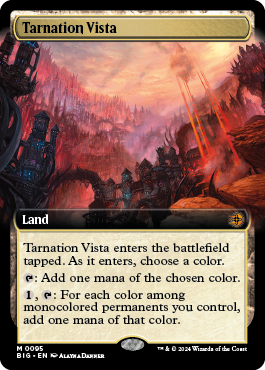 Tarnation Vista
Land
Tarnation Vista enters the battlefield
tapped. As it enters, choose a color.
: Add one mana of the chosen color.
1, : For each color among
monocolored permanents you control,
add one mana of that color.
M 0095
BIG • EN Alayna Danner
™ & © 2024 Wizards of the Coast